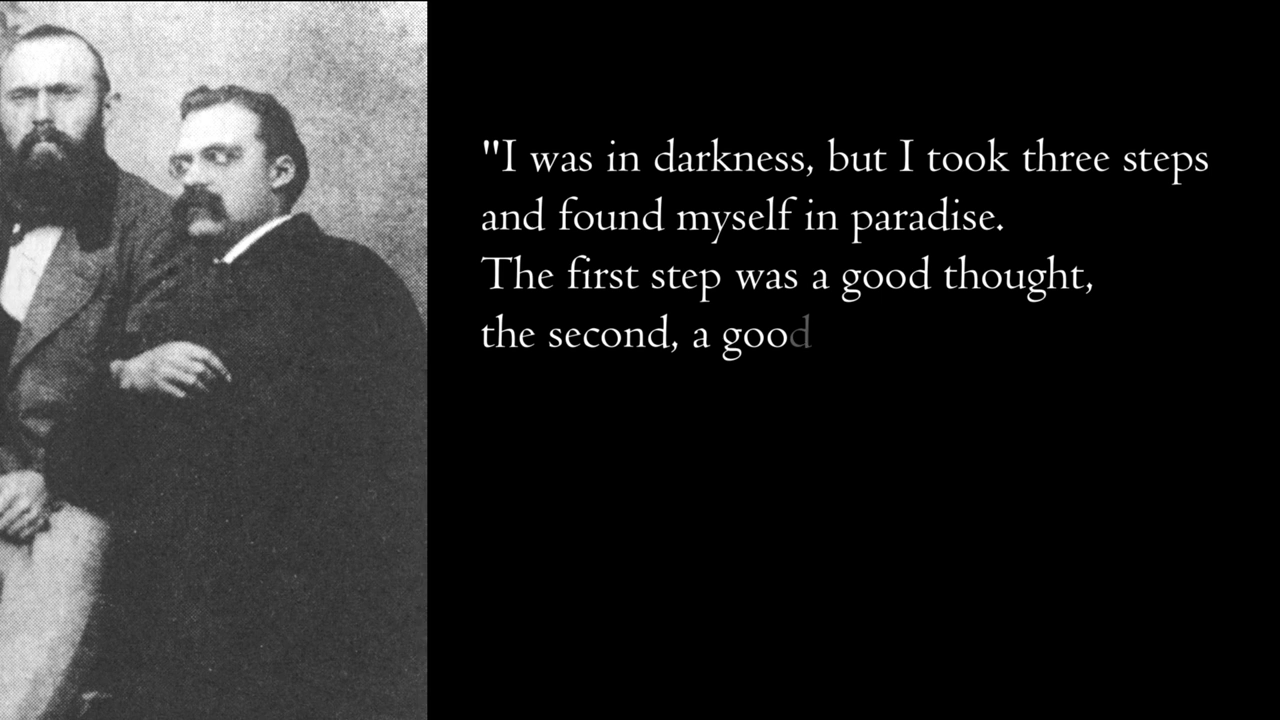 "I was in darkness, but I took three steps
and found myself in paradise.
The first step was a good thought,
the second, a good